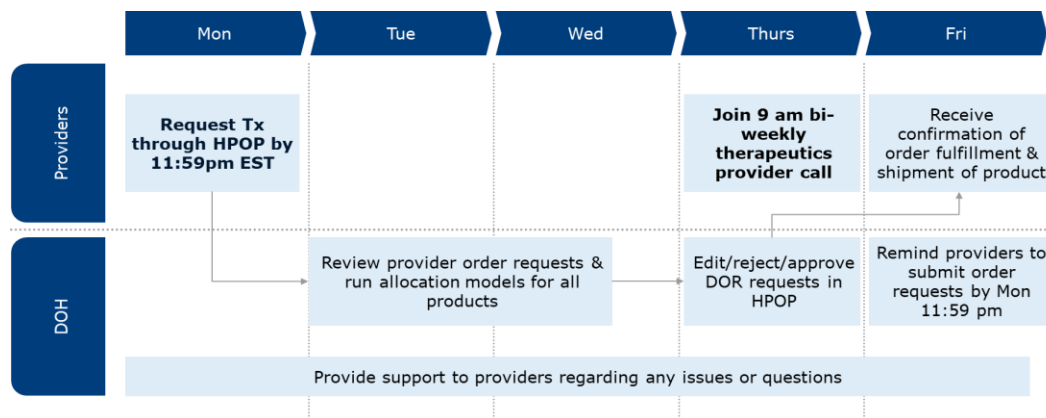 Mon
Tue
Wed
Thurs
Fri
Providers
Request Tx
through HPOP by
11:59pm EST
Join 9 am bi-
weekly
therapeutics
provider call
Receive
confirmation of
order fulfillment &
shipment of product
DOH
Review provider order requests &
run allocation models for all
products
Edit/reject/approve
DOR requests in
HPOP
Remind providers to
submit order
requests by Mon
11:59 pm
Provide support to providers regarding any issues or questions